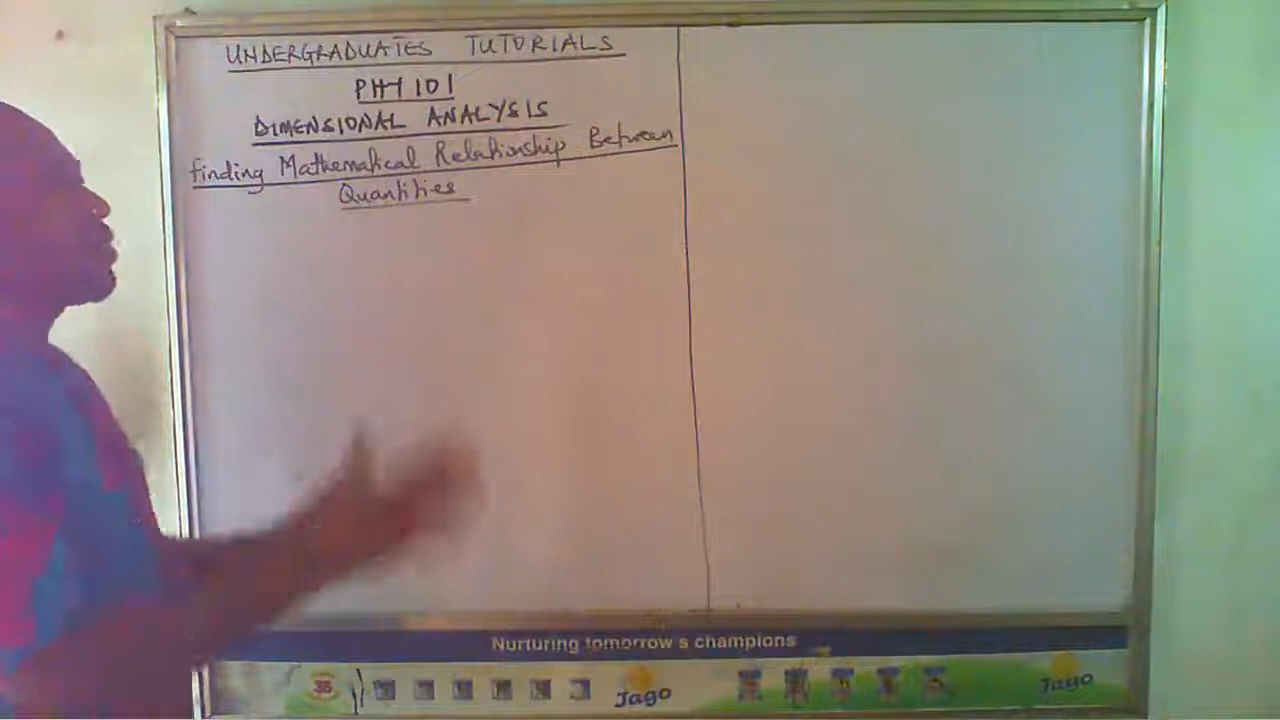 UNDERGRADUATES TUTORIALS
PHY 101
DIMENSIONAL ANALYSIS
finding Mathematical Relationship Between
Quantities
Nurturing tomorrow's champions
Jago
Jago